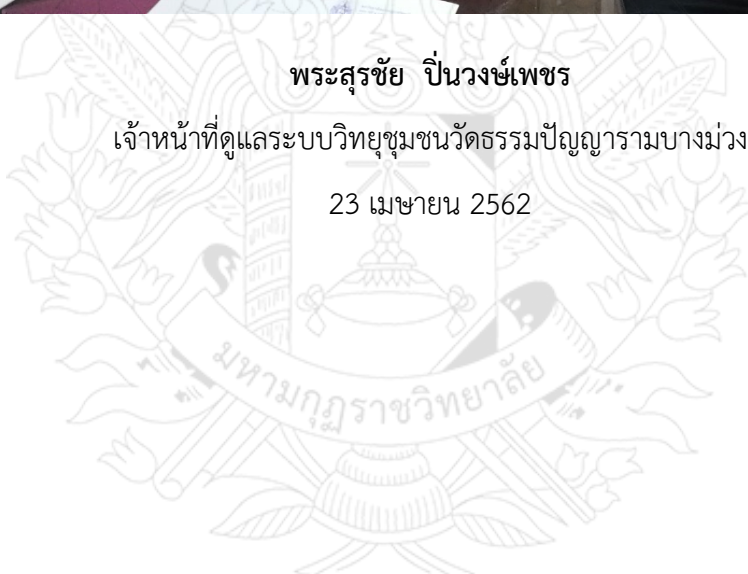 พระสุรชัย ปิ่นวงษ์เพชร
เจ้าหน้าที่ดูแลระบบวิทยุชุมชนวัดธรรมปัญญารามบางม่วง
23 เมษายน 2562
มหามกุฏราชวิทยาลัย